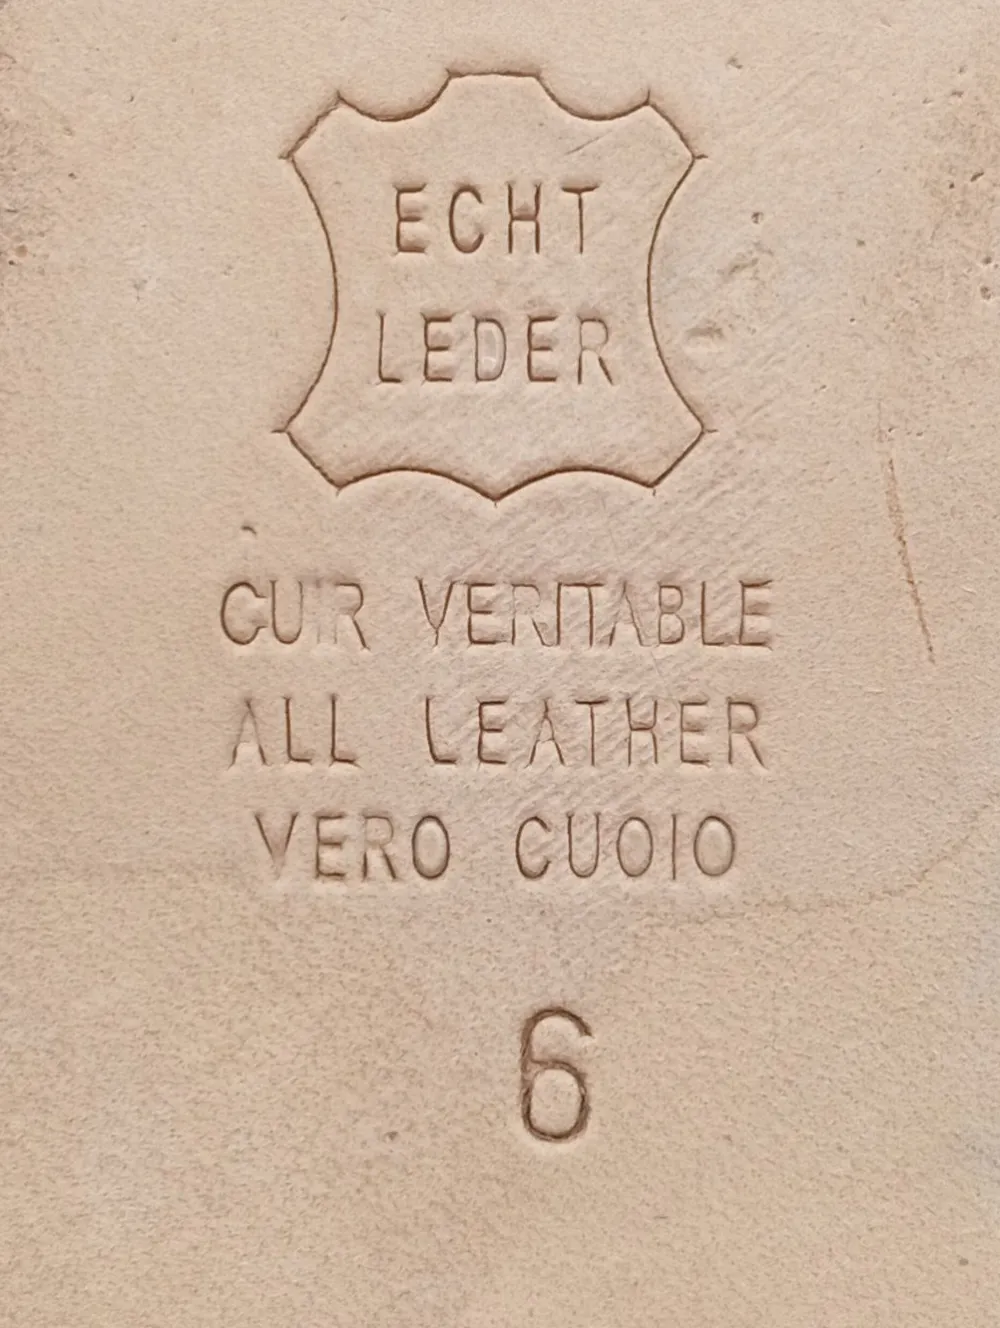 ECHT
LEDER
CUIR VERITABLE
ALL LEATHER
VERO CUOIO
6